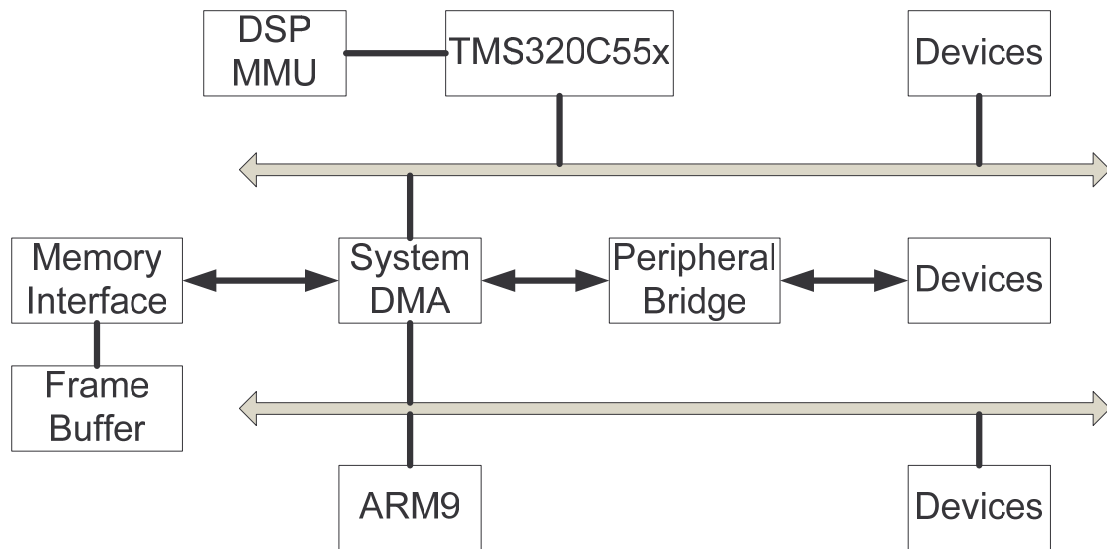 DSP
MMU
TMS320C55x
Devices
Memory
Interface
System
DMA
Peripheral
Bridge
Devices
Frame
Buffer
ARM9
Devices